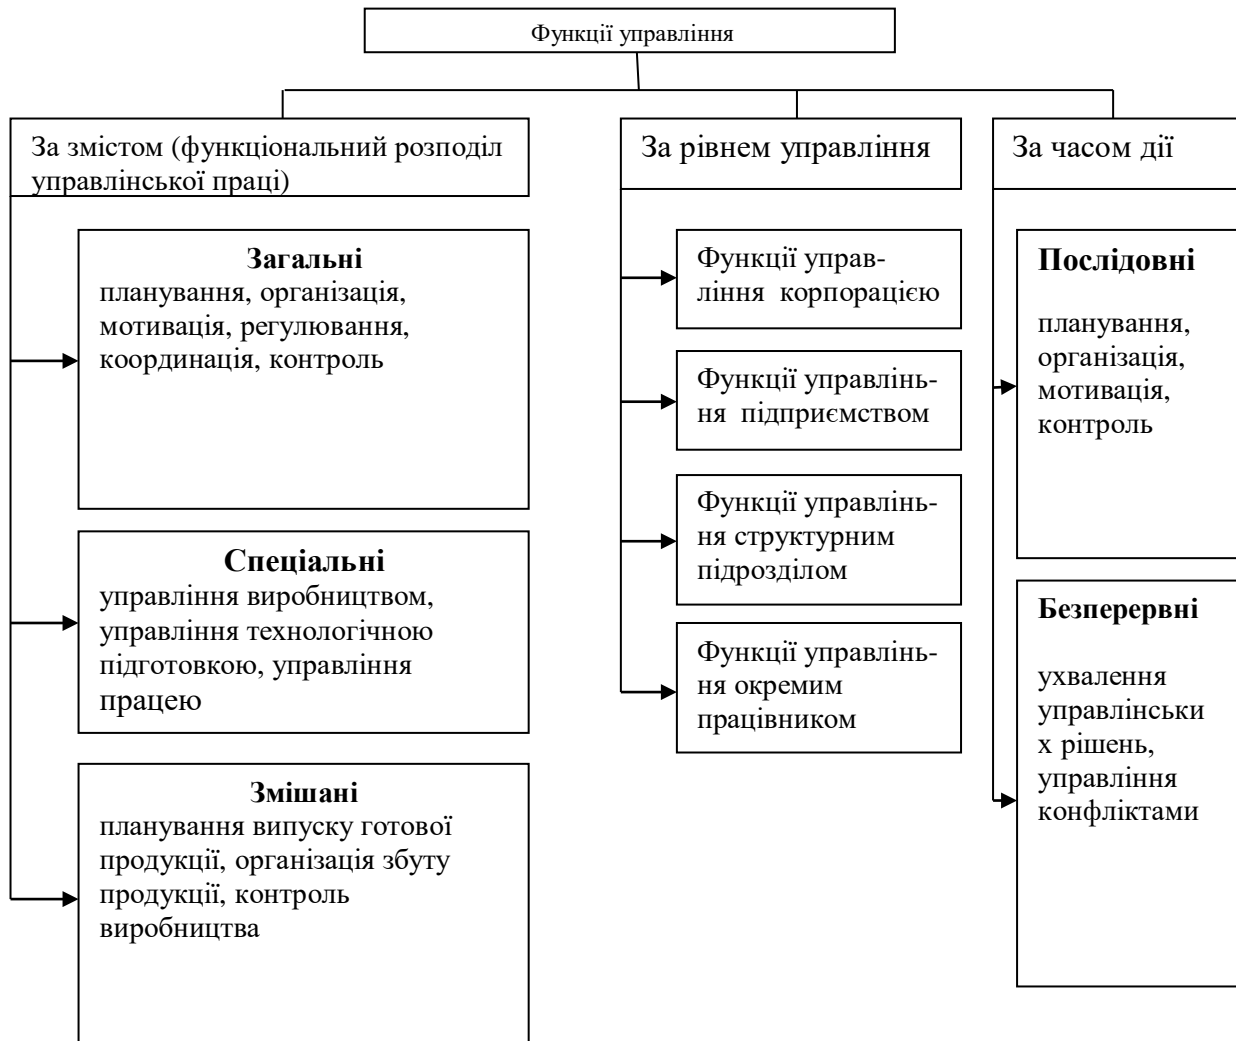 Функції управління
За змістом (функціональний розподіл
управлінської праці)
Загальні
планування, організація,
мотивація, регулювання,
координація, контроль
Спеціальні
управління виробництвом,
управління технологічною
підготовкою, управління
працею
Змішані
планування випуску готової
продукції, організація збуту
продукції, контроль
виробництва
За рівнем управління
Функції управ-
ління корпорацією
Функції управлінь-
ня підприємством
Функції управлінь-
ня структурним
підрозділом
Функції управлінь-
ня окремим
працівником
За часом дії
Послідовні
планування,
організація,
мотивація,
контроль
Безперервні
ухвалення
управлінськи
х рішень,
управління
конфліктами